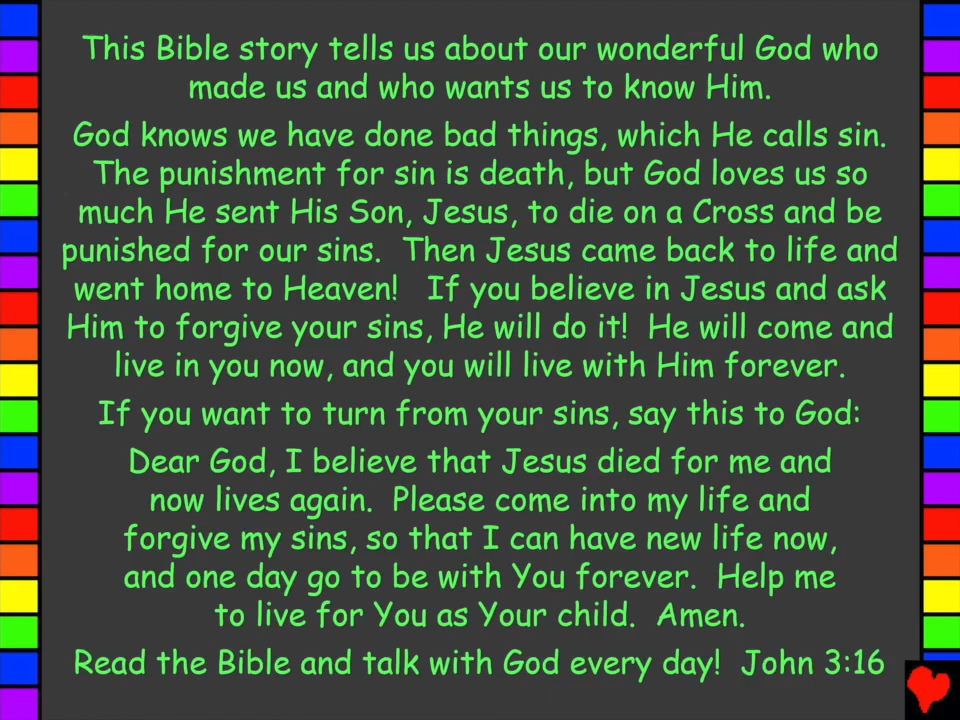 This Bible story tells us about our wonderful God who
made us and who wants us to know Him.
God knows we have done bad things, which He calls sin.
The punishment for sin is death, but God loves us so
much He sent His Son, Jesus, to die on a Cross and be
punished for our sins.  Then Jesus came back to life and
went home to Heaven!   If you believe in Jesus and ask
Him to forgive your sins, He will do it!  He will come and
live in you now, and you will live with Him forever.
If you want to turn from your sins, say this to God:
Dear God, I believe that Jesus died for me and
now lives again.  Please come into my life and
forgive my sins, so that I can have new life now,
and one day go to be with You forever.  Help me
to live for You as Your child.  Amen.
Read the Bible and talk with God every day!  John 3:16